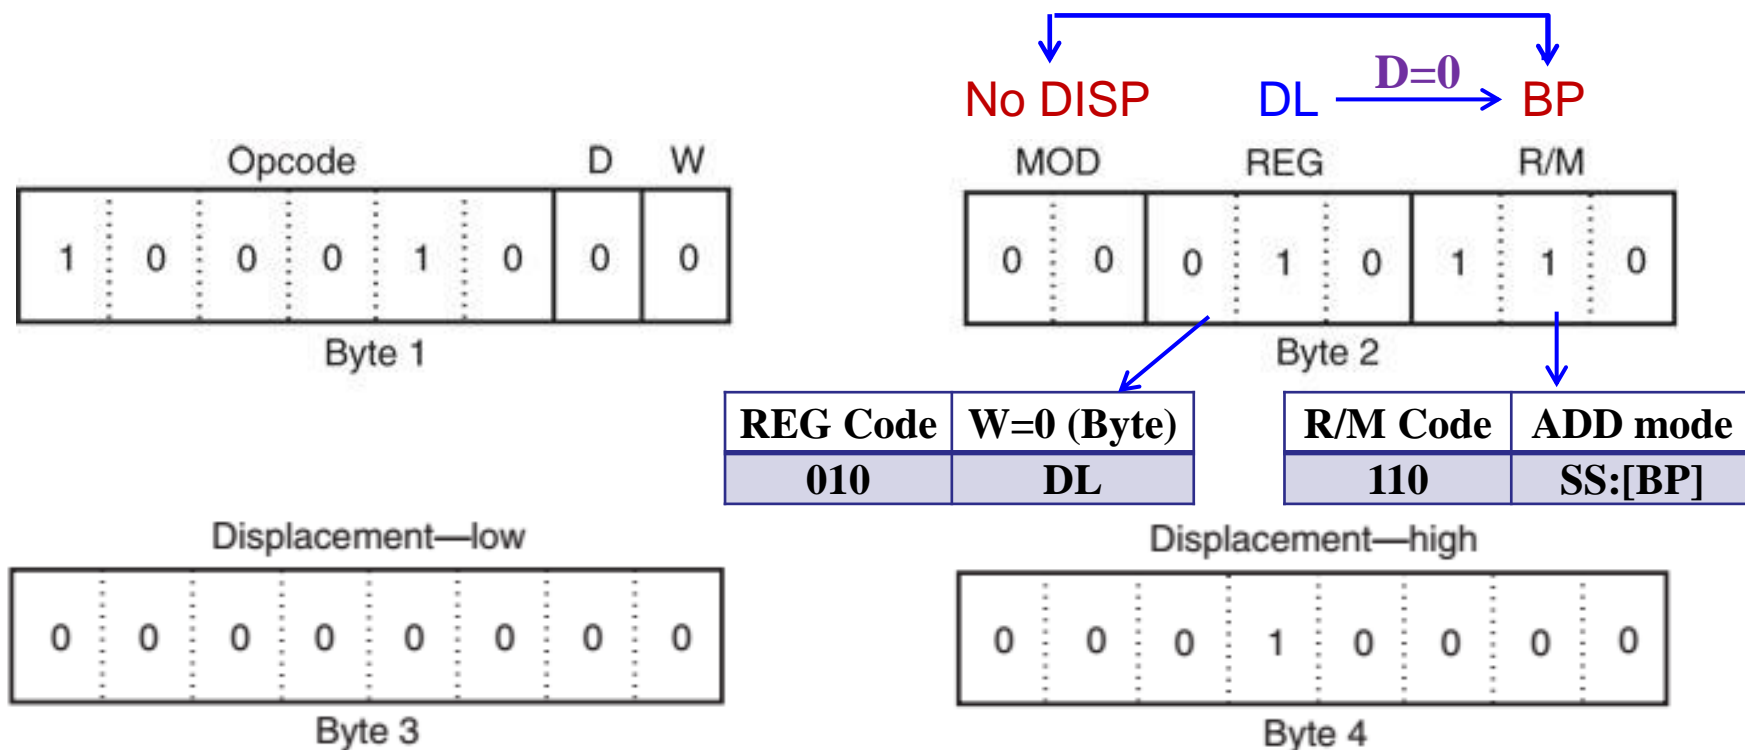 D=0
No DISP DL BP
Opcode D W
MOD REG R/M
1 0 0 0 1 0 0 0
0 0 0 1 0 1 1 0
Byte 1
Byte 2
REG Code W=0 (Byte)
010 DL
R/M Code ADD mode
110 SS:[BP]
Displacement—low
Displacement—high
0 0 0 0 0 0 0 0
0 0 0 1 0 0 0 0
Byte 3
Byte 4